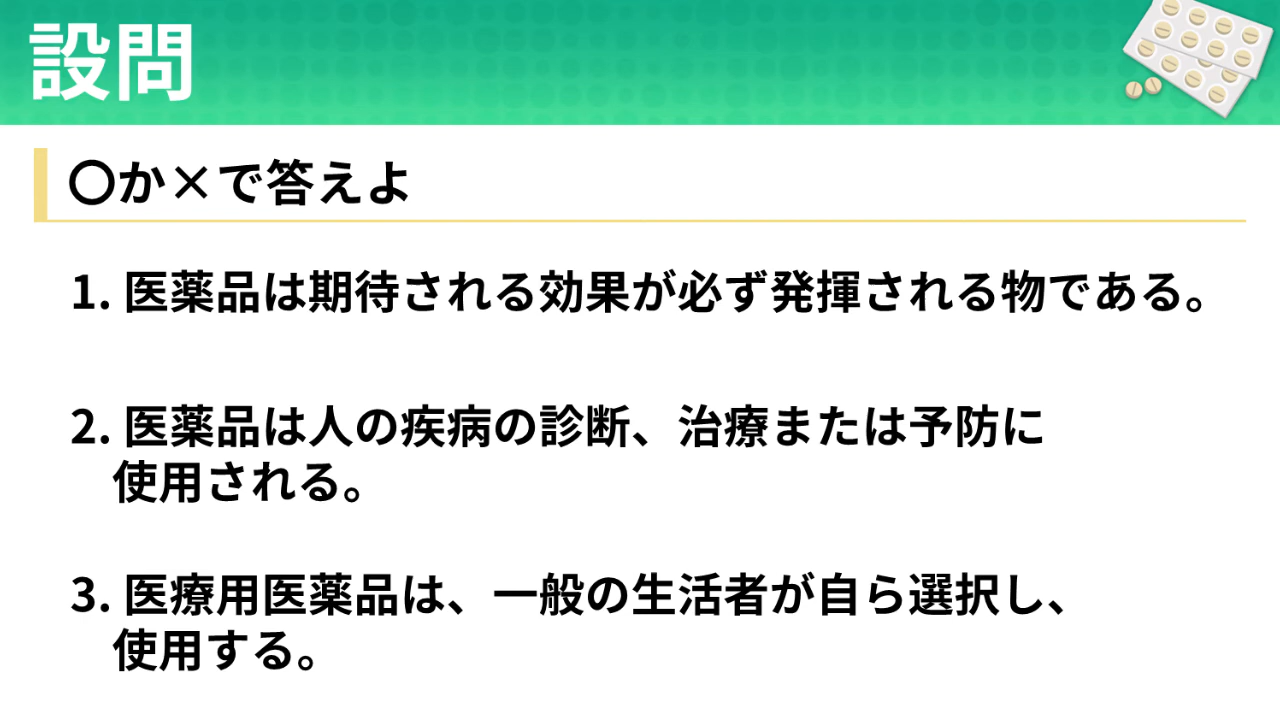 設問
〇か×で答えよ
1. 医薬品は期待される効果が必ず発揮される物である。
2. 医薬品は人の疾病の診断、治療または予防に
使用される。
3. 医療用医薬品は、一般の生活者が自ら選択し、
使用する。